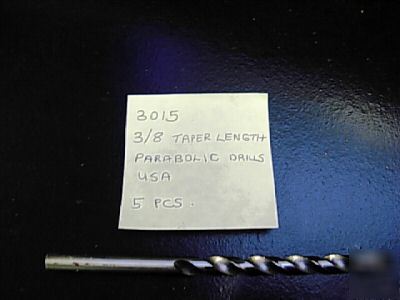 3015
3/8 TAPER LENGTH
PARABOLIC DRILLS
USA
5 PCS.